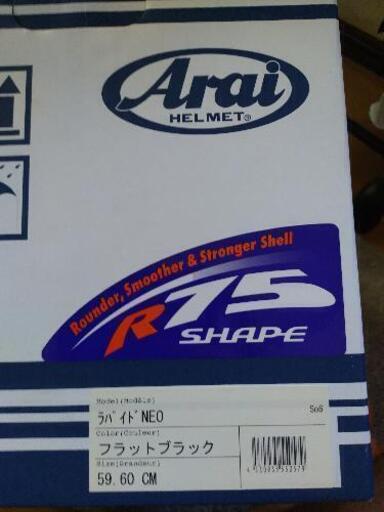 Arai
HELMET®
Rounder, Smoother & Stronger Shell
R75
SHAPE
Model(Modèle)
ﾗﾊﾟｲﾄﾞNEO
Color(Couleur)
フラットブラック
Size(Grandeur)
59.60 CM